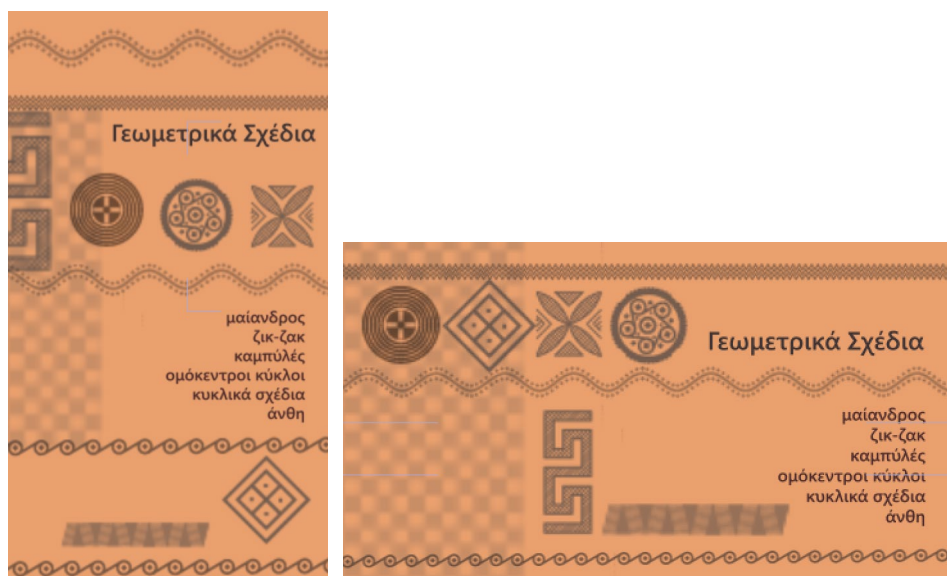 Γεωμετρικά Σχέδια
μαίανδρος
ζικ-ζακ
καμπύλές
ομόκεντροι κύκλοι
κυκλικά σχέδια
άνθη
Γεωμετρικά Σχέδια
μαίανδρος
ζικ-ζακ
καμπύλές
ομόκεντροι κύκλοι
κυκλικά σχέδια
άνθη